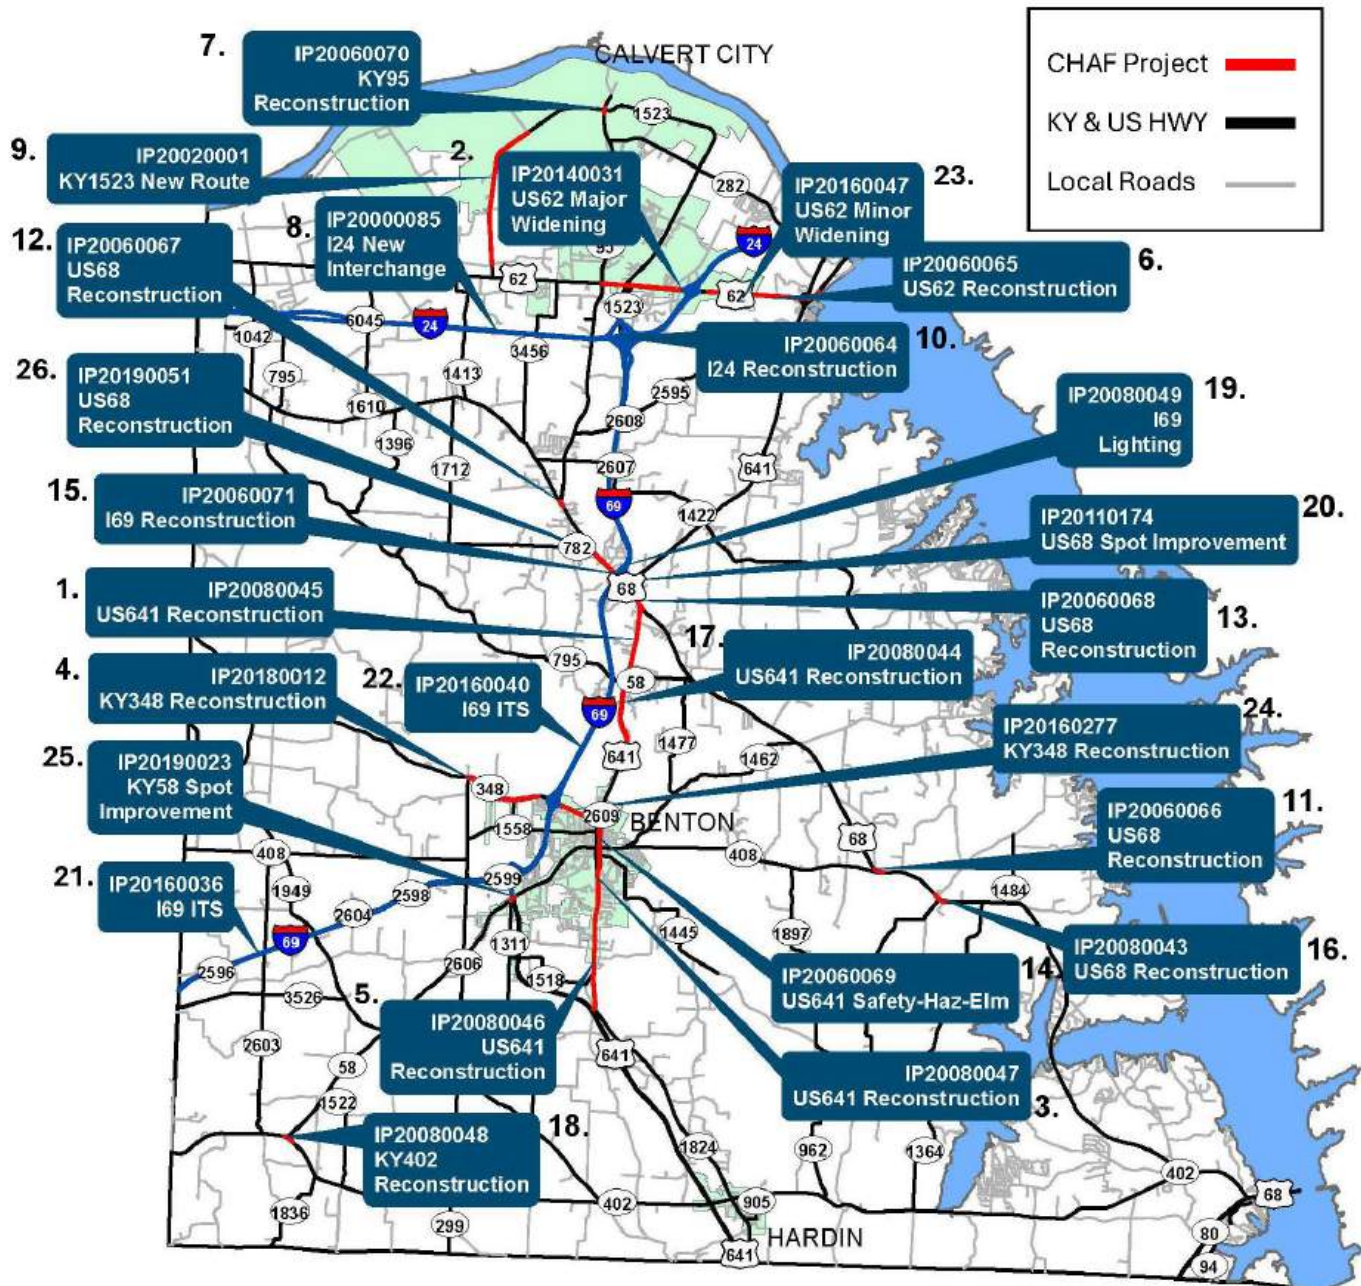 7.
IP20060070
KY95
Reconstruction
CALVERT CITY
CHAF Project
KY & US HWY
Local Roads
1523
9.
IP20020001
KY1523 New Route
2.
IP20140031
US62 Major
Widening
282
IP20160047
US62 Minor
Widening
23.
12.
IP20060067
US68
Reconstruction
8.
IP20000085
I24 New
Interchange
95
24
IP20060065
US62 Reconstruction
6.
62
62
1523
1042
6045
24
3456
IP20060064
I24 Reconstruction
10.
26.
IP20190051
US68
Reconstruction
795
1413
1610
2595
2608
1396
1712
2607
641
IP20080049
I69
Lighting
19.
15.
IP20060071
I69 Reconstruction
69
1422
782
IP20110174
US68 Spot Improvement
20.
1.
IP20080045
US641 Reconstruction
68
IP20060068
US68
Reconstruction
13.
17.
IP20080044
US641 Reconstruction
795
58
4.
IP20180012
KY348 Reconstruction
22.
IP20160040
I69 ITS
69
641
1477
1462
IP20160277
KY348 Reconstruction
24.
25.
IP20190023
KY58 Spot
Improvement
348
2609
BENTON
1558
408
68
IP20060066
US68
Reconstruction
11.
408
21.
IP20160036
I69 ITS
1949
2599
2598
2604
1484
69
2596
3526
2606
1311
1518
1445
1897
IP20060069
US641 Safety-Haz-Elm
14.
IP20080043
US68 Reconstruction
16.
5.
IP20080046
US641
Reconstruction
2603
58
641
IP20080047
US641 Reconstruction
3.
1522
IP20080048
KY402
Reconstruction
18.
1824
962
1364
402
1836
299
402
905
HARDIN
641
68
80
94